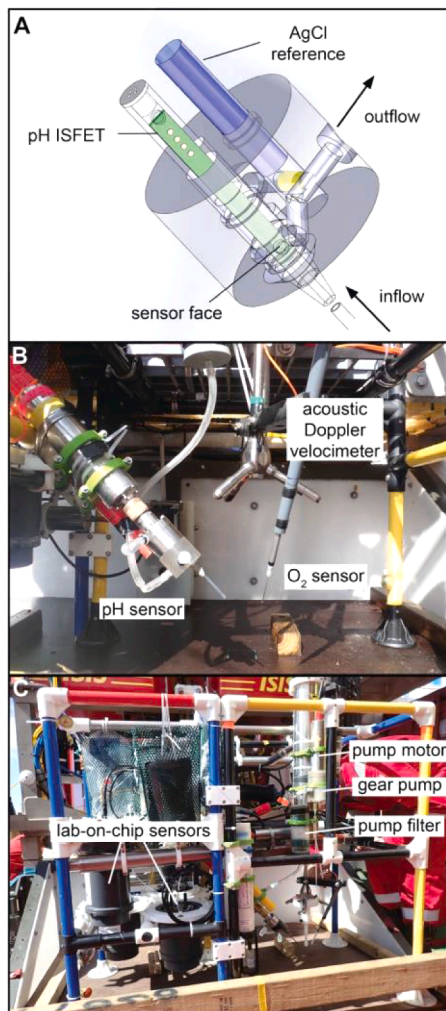 A
AgCl
reference
pH ISFET
outflow
sensor face
inflow
B
acoustic
Doppler
velocimeter
O₂ sensor
pH sensor
C
ISIS
ISIS
pump motor
gear pump
lab-on-chip sensors
pump filter